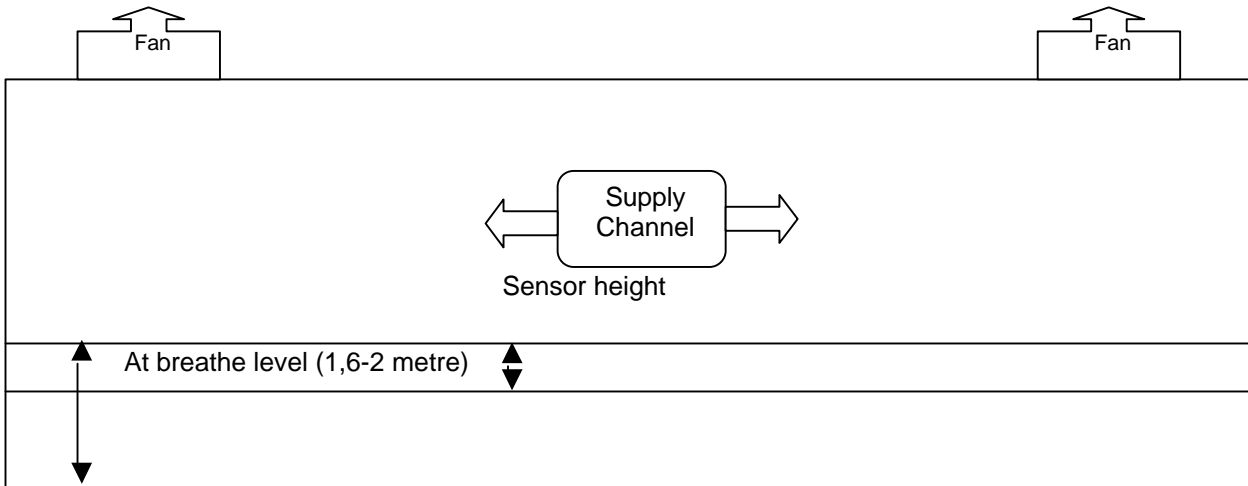 Fan
Fan
Supply
Channel
Sensor height
At breathe level (1,6-2 metre)